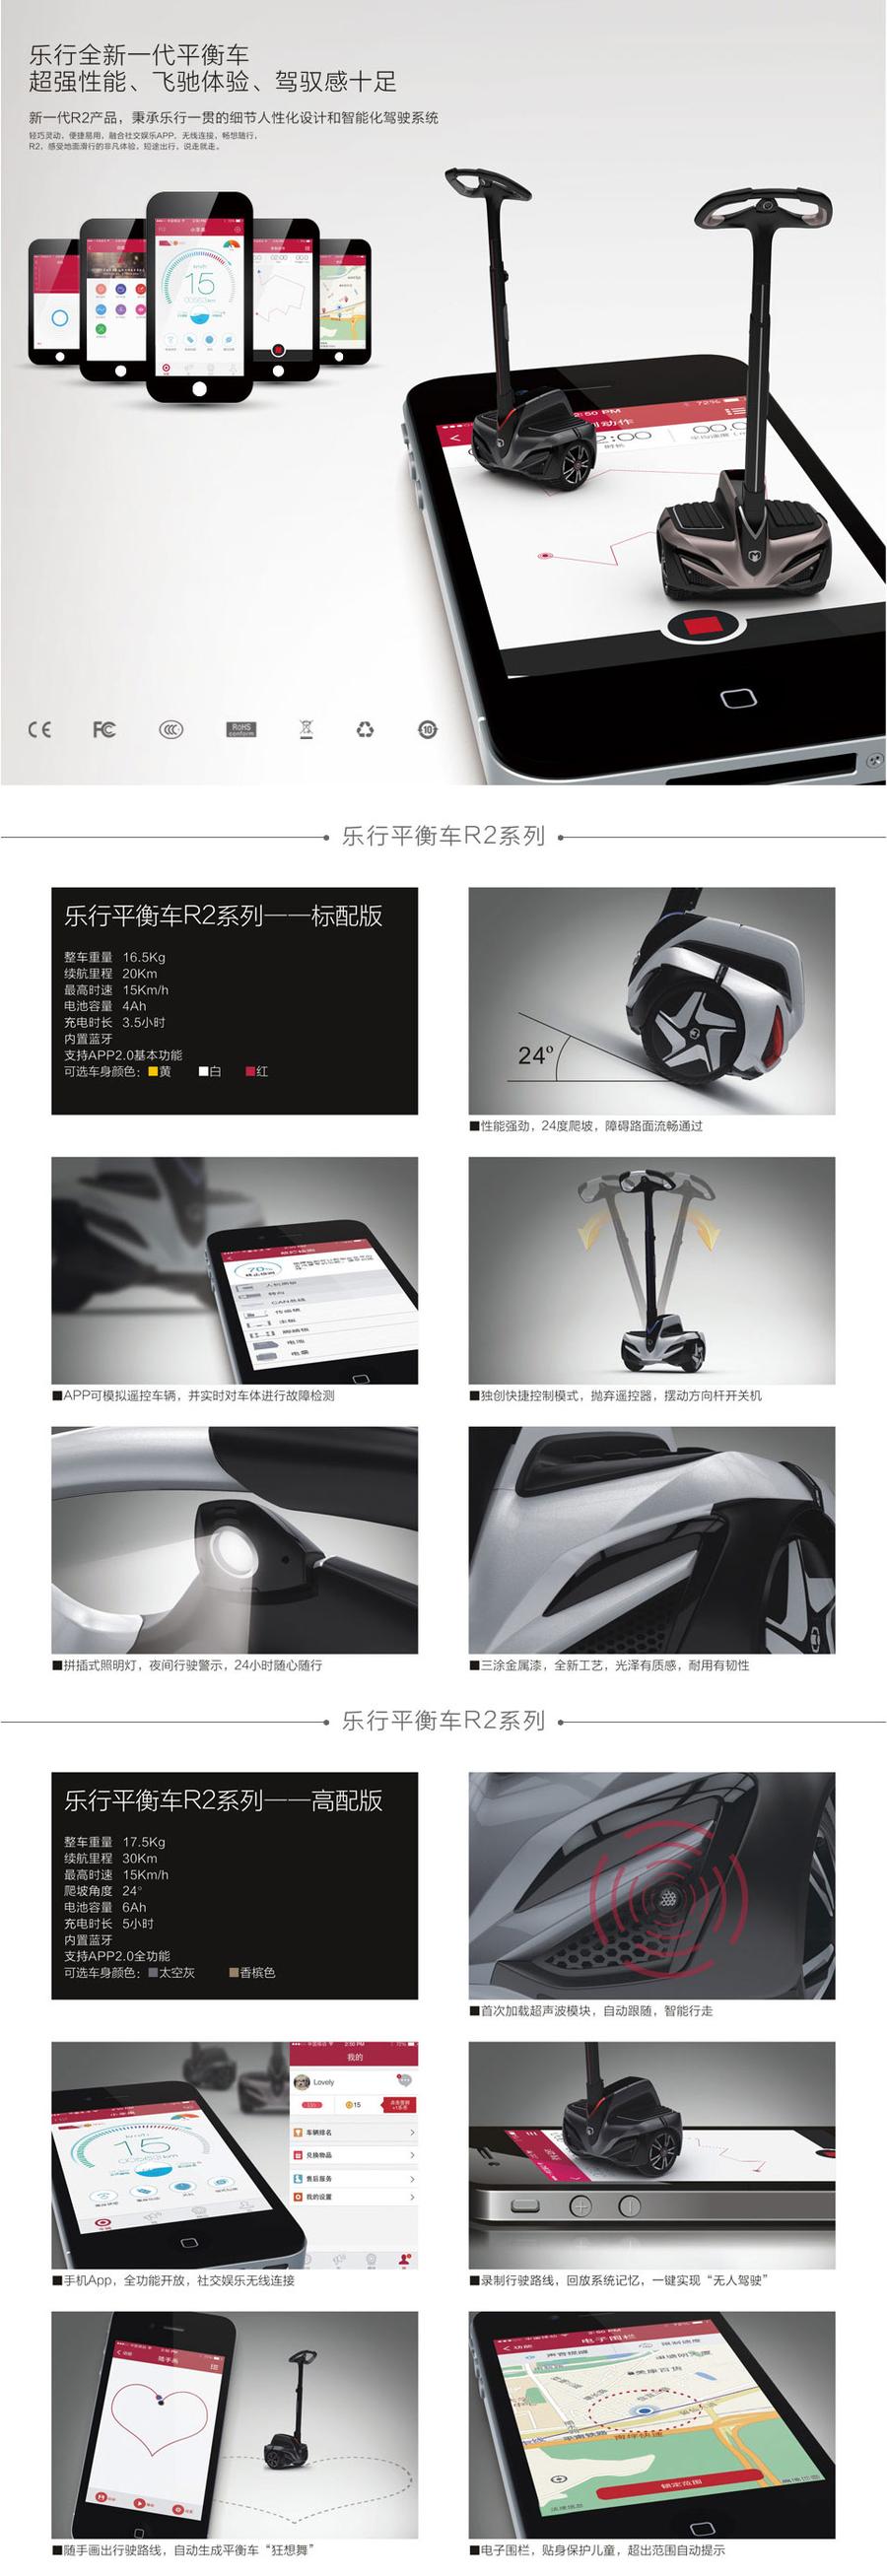 乐行全新一代平衡车
超强性能、飞驰体验、驾驭感十足
新一代R2产品，秉承乐行一贯的细节人性化设计和智能化驾驶系统
轻巧灵动，便捷易用，融合社交娱乐APP，无线连接，畅想随行，
R2，感受地面滑行的非凡体验，短途出行，说走就走。
小末末
km/h
15
2:50 PM
72%
RoHS
conform
10
乐行平衡车R2系列
乐行平衡车R2系列——标配版
整车重量 16.5Kg
续航里程 20Km
最高时速 15Km/h
电池容量 4Ah
充电时长 3.5小时
内置蓝牙
支持APP2.0基本功能
可选车身颜色：■黄 ■白 ■红
24°
■性能强劲，24度爬坡，障碍路面流畅通过
70%
■APP可模拟遥控车辆，并实时对车体进行故障检测
■独创快捷控制模式，抛弃遥控器，摆动方向杆开关机
■拼插式照明灯，夜间行驶警示，24小时随心随行
■三涂金属漆，全新工艺，光泽有质感，耐用有韧性
乐行平衡车R2系列
乐行平衡车R2系列——高配版
整车重量 17.5Kg
续航里程 30Km
最高时速 15Km/h
爬坡角度 24°
电池容量 6Ah
充电时长 5小时
内置蓝牙
支持APP2.0全功能
可选车身颜色：■太空灰 ■香槟色
■首次加载超声波模块，自动跟随，智能行走
15
我的
Lovely
15
车辆排名
兑换物品
售后服务
我的设置
■手机App，全功能开放，社交娱乐无线连接
■录制行驶路线，回放系统记忆，一键实现“无人驾驶”
■随手画出行驶路线，自动生成平衡车“狂想舞”
电子围栏
■电子围栏，贴身保护儿童，超出范围自动提示